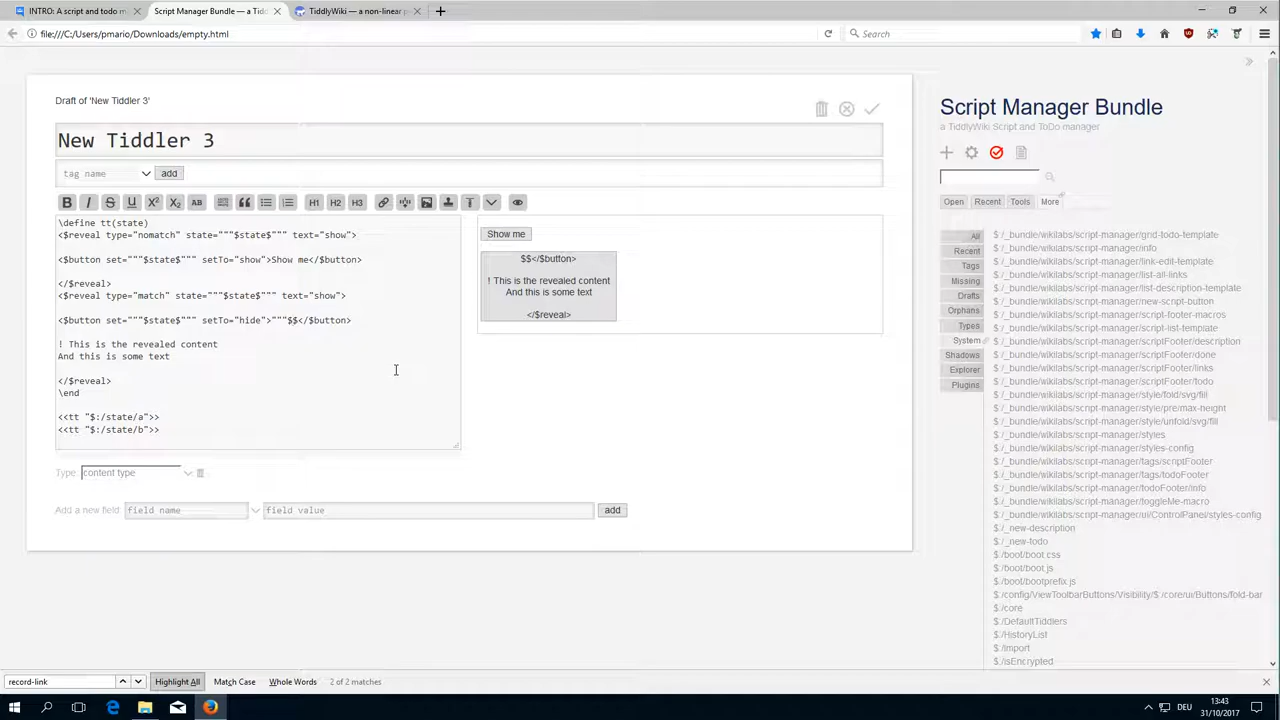 INTRO: A script and todo m
Script Manager Bundle — a Tidd
TiddlyWiki — a non-linear p
file:///C:/Users/pmario/Downloads/empty.html
Search
Draft of 'New Tiddler 3'
New Tiddler 3
tag name
add
B I S U X² X₂ AB
H1 H2 H3
\define tt(state)
<$reveal type="nomatch" state="""$state$""" text="show">
<$button set="""$state$""" setTo="show">Show me</$button>
</$reveal>
<$reveal type="match" state="""$state$""" text="show">
<$button set="""$state$""" setTo="hide">"""$$</$button>
! This is the revealed content
And this is some text
</$reveal>
\end
<<tt "$:/state/a">>
<<tt "$:/state/b">>
Show me
$$</$button>
! This is the revealed content
And this is some text
</$reveal>
Type:
content type
Add a new field:
field name
field value
add
Script Manager Bundle
a TiddlyWiki Script and ToDo manager
Open
Recent
Tools
More
All
Recent
Tags
Missing
Drafts
Orphans
Types
System
Shadows
Explorer
Plugins
$:/_bundle/wikilabs/script-manager/grid-todo-template
$:/_bundle/wikilabs/script-manager/info
$:/_bundle/wikilabs/script-manager/link-edit-template
$:/_bundle/wikilabs/script-manager/list-all-links
$:/_bundle/wikilabs/script-manager/list-description-template
$:/_bundle/wikilabs/script-manager/new-script-button
$:/_bundle/wikilabs/script-manager/script-footer-macros
$:/_bundle/wikilabs/script-manager/script-list-template
$:/_bundle/wikilabs/script-manager/scriptFooter/description
$:/_bundle/wikilabs/script-manager/scriptFooter/done
$:/_bundle/wikilabs/script-manager/scriptFooter/links
$:/_bundle/wikilabs/script-manager/scriptFooter/todo
$:/_bundle/wikilabs/script-manager/style/fold/svg/fill
$:/_bundle/wikilabs/script-manager/style/pre/max-height
$:/_bundle/wikilabs/script-manager/style/unfold/svg/fill
$:/_bundle/wikilabs/script-manager/styles
$:/_bundle/wikilabs/script-manager/styles-config
$:/_bundle/wikilabs/script-manager/tags/scriptFooter
$:/_bundle/wikilabs/script-manager/tags/todoFooter
$:/_bundle/wikilabs/script-manager/todoFooter/info
$:/_bundle/wikilabs/script-manager/toggleMe-macro
$:/_bundle/wikilabs/script-manager/ui/ControlPanel/styles-config
$:/_new-description
$:/_new-todo
$:/boot/boot.css
$:/boot/boot.js
$:/boot/bootprefix.js
$:/config/ViewToolbarButtons/Visibility/$:/core/ui/Buttons/fold-bar
$:/core
$:/DefaultTiddlers
$:/HistoryList
$:/Import
$:/isEncrypted
record-link
Highlight All
Match Case
Whole Words
2 of 2 matches
DEU
13:43
31/10/2017